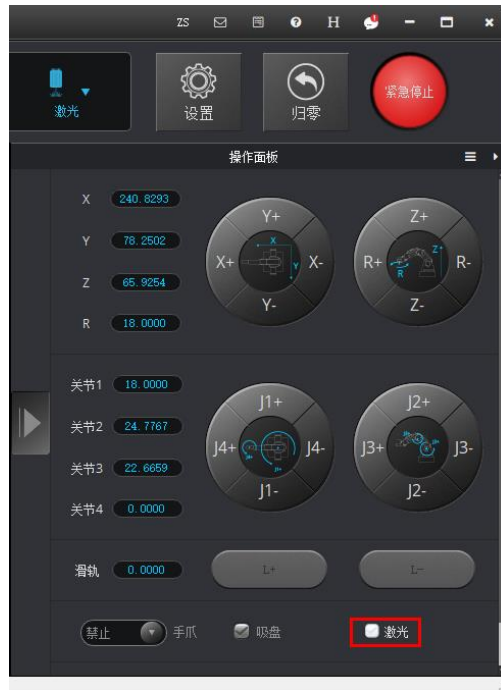 ZS H
激光 设置 归零 紧急停止
操作面板
X 240.8293
Y 78.2502
Z 65.9254
R 18.0000
Y+
X+ X Y X-
Y-
Z+
R+ Z R R-
Z-
关节1 18.0000
关节2 24.7767
关节3 22.6659
关节4 0.0000
J1+
J4+ J4-
J1-
J2+
J3+ J3-
J2-
滑轨 0.0000 L+ L-
禁止 手爪 吸盘 激光